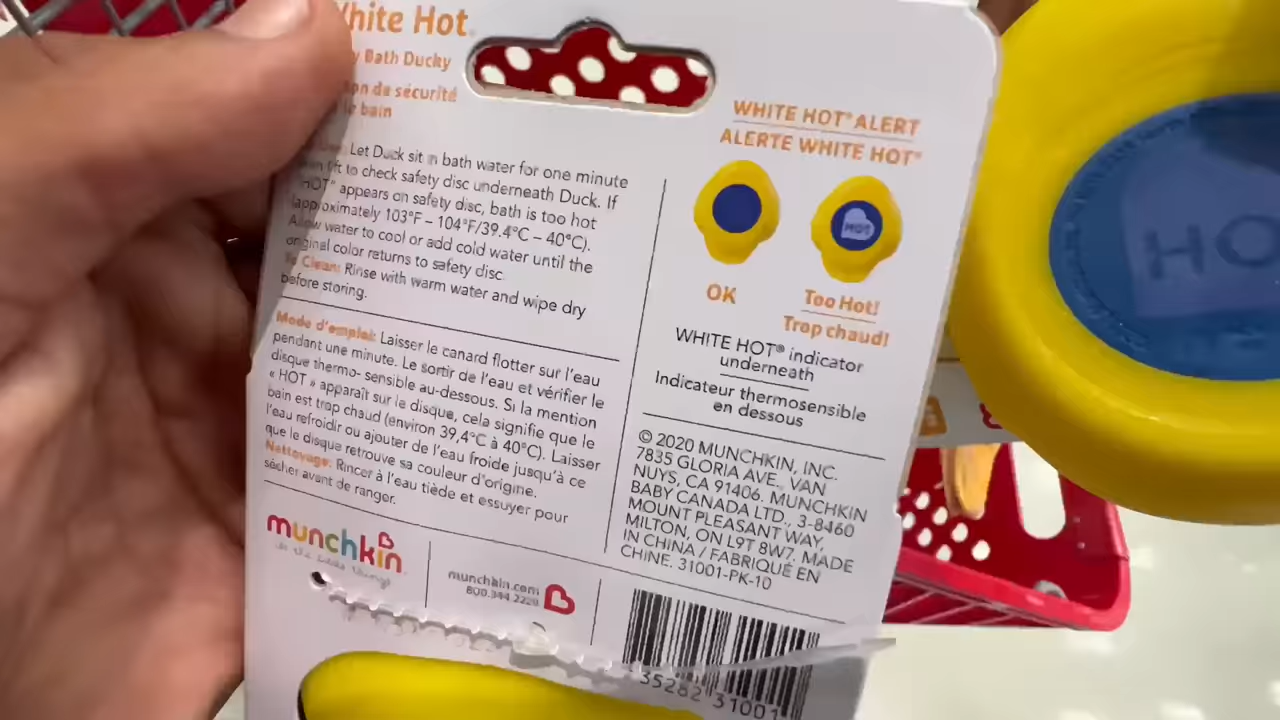 White Hot
Bath Ducky
de sécurité
le bain
Let Duck sit in bath water for one minute
lift to check safety disc underneath Duck. If
"HOT" appears on safety disc, bath is too hot
(approximately 103°F – 104°F/39.4°C – 40°C).
Allow water to cool or add cold water until the
original color returns to safety disc.
To Clean: Rinse with warm water and wipe dry
before storing.
Mode d'emploi: Laisser le canard flotter sur l'eau
pendant une minute. Le sortir de l'eau et vérifier le
disque thermo- sensible au-dessous. Si la mention
« HOT » apparaît sur le disque, cela signifie que le
bain est trop chaud (environ 39,4°C à 40°C). Laisser
l'eau refroidir ou ajouter de l'eau froide jusqu'à ce
que le disque retrouve sa couleur d'origine.
Nettoyage: Rincer à l'eau tiède et essuyer pour
sécher avant de ranger.
munchkin
it's the little things
munchkin.com
800.344.2229
WHITE HOT® ALERT
ALERTE WHITE HOT®
HOT
OK
Too Hot!
Trop chaud!
WHITE HOT® indicator
underneath
Indicateur thermosensible
en dessous
© 2020 MUNCHKIN, INC.
7835 GLORIA AVE., VAN
NUYS, CA 91406. MUNCHKIN
BABY CANADA LTD., 3-8460
MOUNT PLEASANT WAY,
MILTON, ON L9T 8W7. MADE
IN CHINA / FABRIQUÉ EN
CHINE. 31001-PK-10
35282 31001
HO